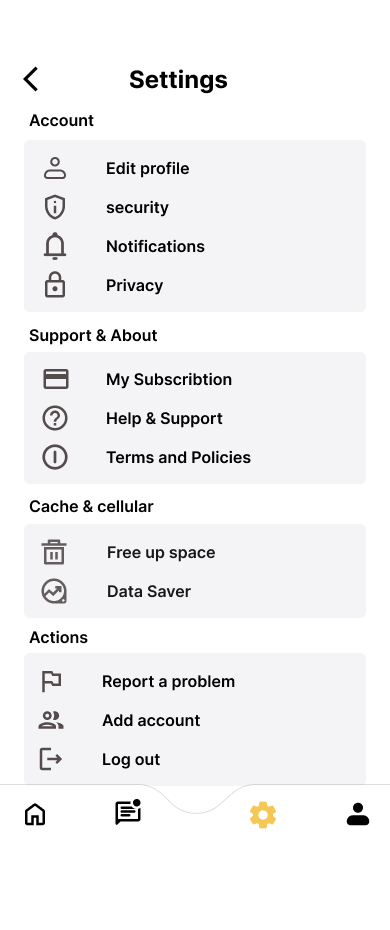 Settings
Account
Edit profile
security
Notifications
Privacy
Support & About
My Subscribtion
Help & Support
Terms and Policies
Cache & cellular
Free up space
Data Saver
Actions
Report a problem
Add account
Log out